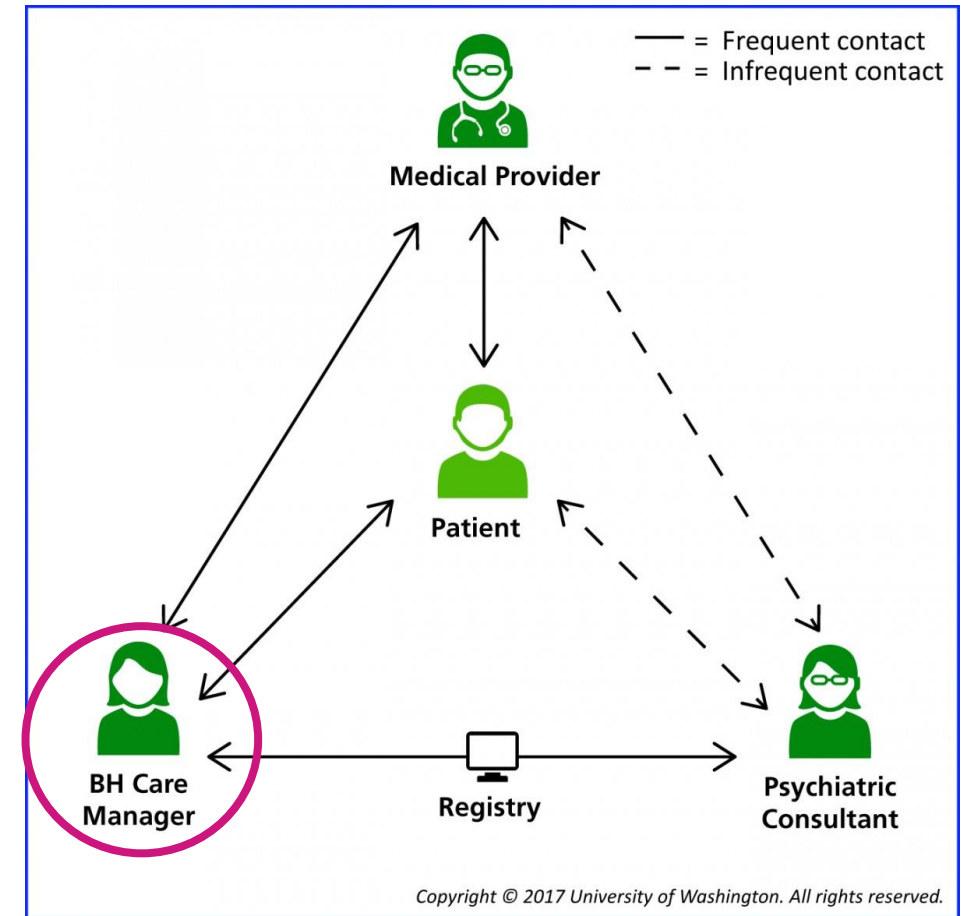 = Frequent contact
= Infrequent contact
Medical Provider
Patient
BH Care
Manager
Registry
Psychiatric
Consultant
Copyright © 2017 University of Washington. All rights reserved.